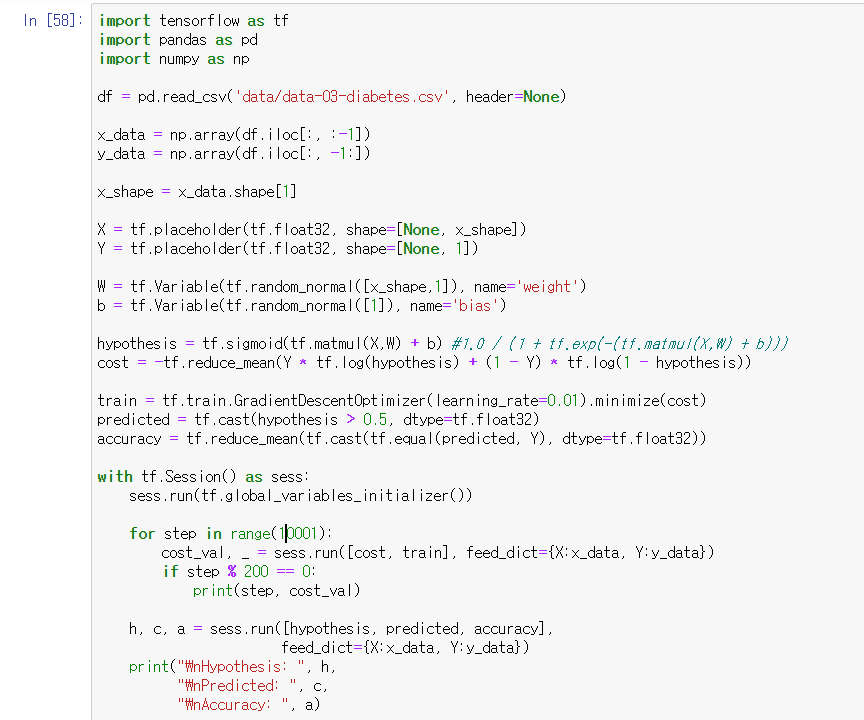 In [58]: import tensorflow as tf
import pandas as pd
import numpy as np

df = pd.read_csv('data/data-03-diabetes.csv', header=None)

x_data = np.array(df.iloc[:, :-1])
y_data = np.array(df.iloc[:, -1:])

x_shape = x_data.shape[1]

X = tf.placeholder(tf.float32, shape=[None, x_shape])
Y = tf.placeholder(tf.float32, shape=[None, 1])

W = tf.Variable(tf.random_normal([x_shape,1]), name='weight')
b = tf.Variable(tf.random_normal([1]), name='bias')

hypothesis = tf.sigmoid(tf.matmul(X,W) + b) #1.0 / (1 + tf.exp(-(tf.matmul(X,W) + b)))
cost = -tf.reduce_mean(Y * tf.log(hypothesis) + (1 - Y) * tf.log(1 - hypothesis))

train = tf.train.GradientDescentOptimizer(learning_rate=0.01).minimize(cost)
predicted = tf.cast(hypothesis > 0.5, dtype=tf.float32)
accuracy = tf.reduce_mean(tf.cast(tf.equal(predicted, Y), dtype=tf.float32))

with tf.Session() as sess:
    sess.run(tf.global_variables_initializer())

    for step in range(10001):
        cost_val, _ = sess.run([cost, train], feed_dict={X:x_data, Y:y_data})
        if step % 200 == 0:
            print(step, cost_val)

    h, c, a = sess.run([hypothesis, predicted, accuracy],
                       feed_dict={X:x_data, Y:y_data})
    print("₩nHypothesis: ", h,
          "₩nPredicted: ", c,
          "₩nAccuracy: ", a)